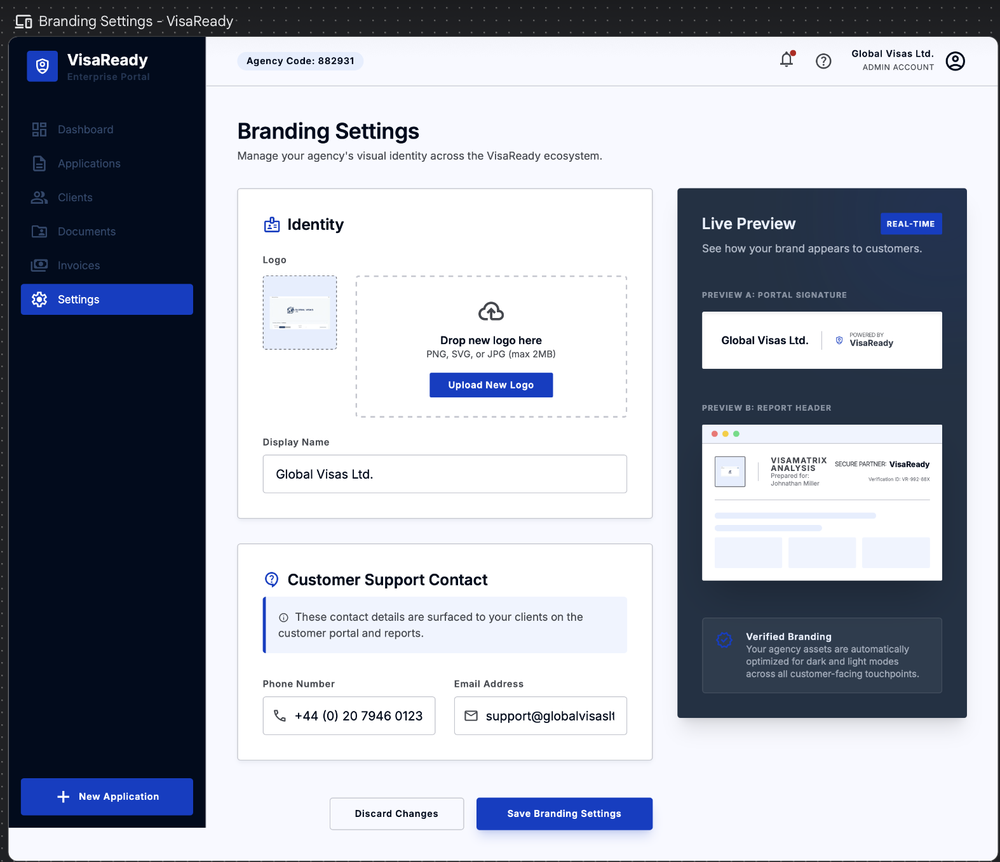 Branding Settings - VisaReady
VisaReady
Enterprise Portal
Dashboard
Applications
Clients
Documents
Invoices
Settings
New Application
Agency Code: 882931
Global Visas Ltd.
ADMIN ACCOUNT
Branding Settings
Manage your agency's visual identity across the VisaReady ecosystem.
Identity
Logo
GLOBAL VISAS
Drop new logo here
PNG, SVG, or JPG (max 2MB)
Upload New Logo
Display Name
Global Visas Ltd.
Customer Support Contact
These contact details are surfaced to your clients on the
customer portal and reports.
Phone Number
+44 (0) 20 7946 0123
Email Address
support@globalvisaslt
Discard Changes
Save Branding Settings
Live Preview
REAL-TIME
See how your brand appears to customers.
PREVIEW A: PORTAL SIGNATURE
Global Visas Ltd.
POWERED BY
VisaReady
PREVIEW B: REPORT HEADER
VISAMATRIX
ANALYSIS
Prepared for:
Johnathan Miller
SECURE PARTNER: VisaReady
Verification ID: VR-992-88X
Verified Branding
Your agency assets are automatically
optimized for dark and light modes
across all customer-facing touchpoints.